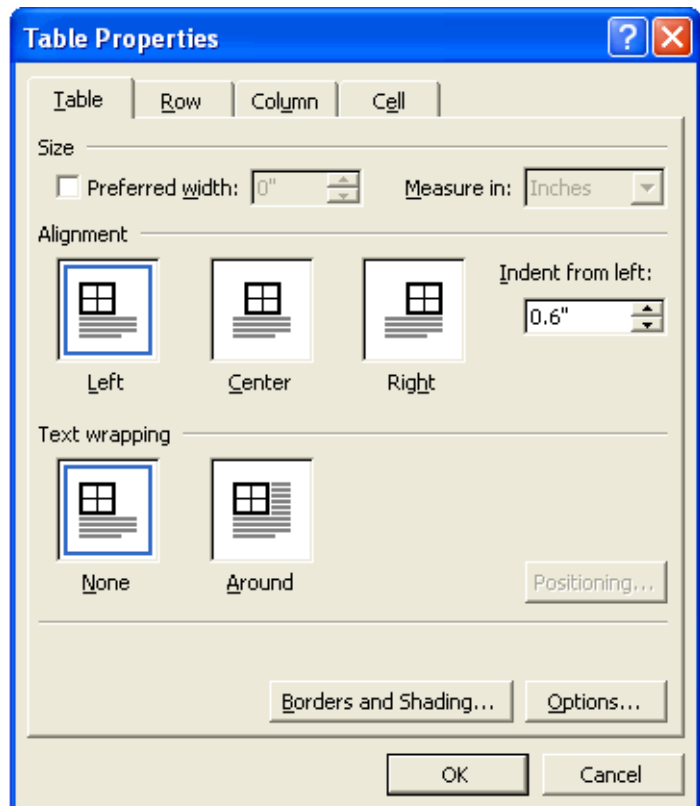 Table Properties
Table Row Column Cell
Size
Preferred width: 0" Measure in: Inches
Alignment
Indent from left:
0.6"
Left Center Right
Text wrapping
None Around Positioning...
Borders and Shading... Options...
OK Cancel